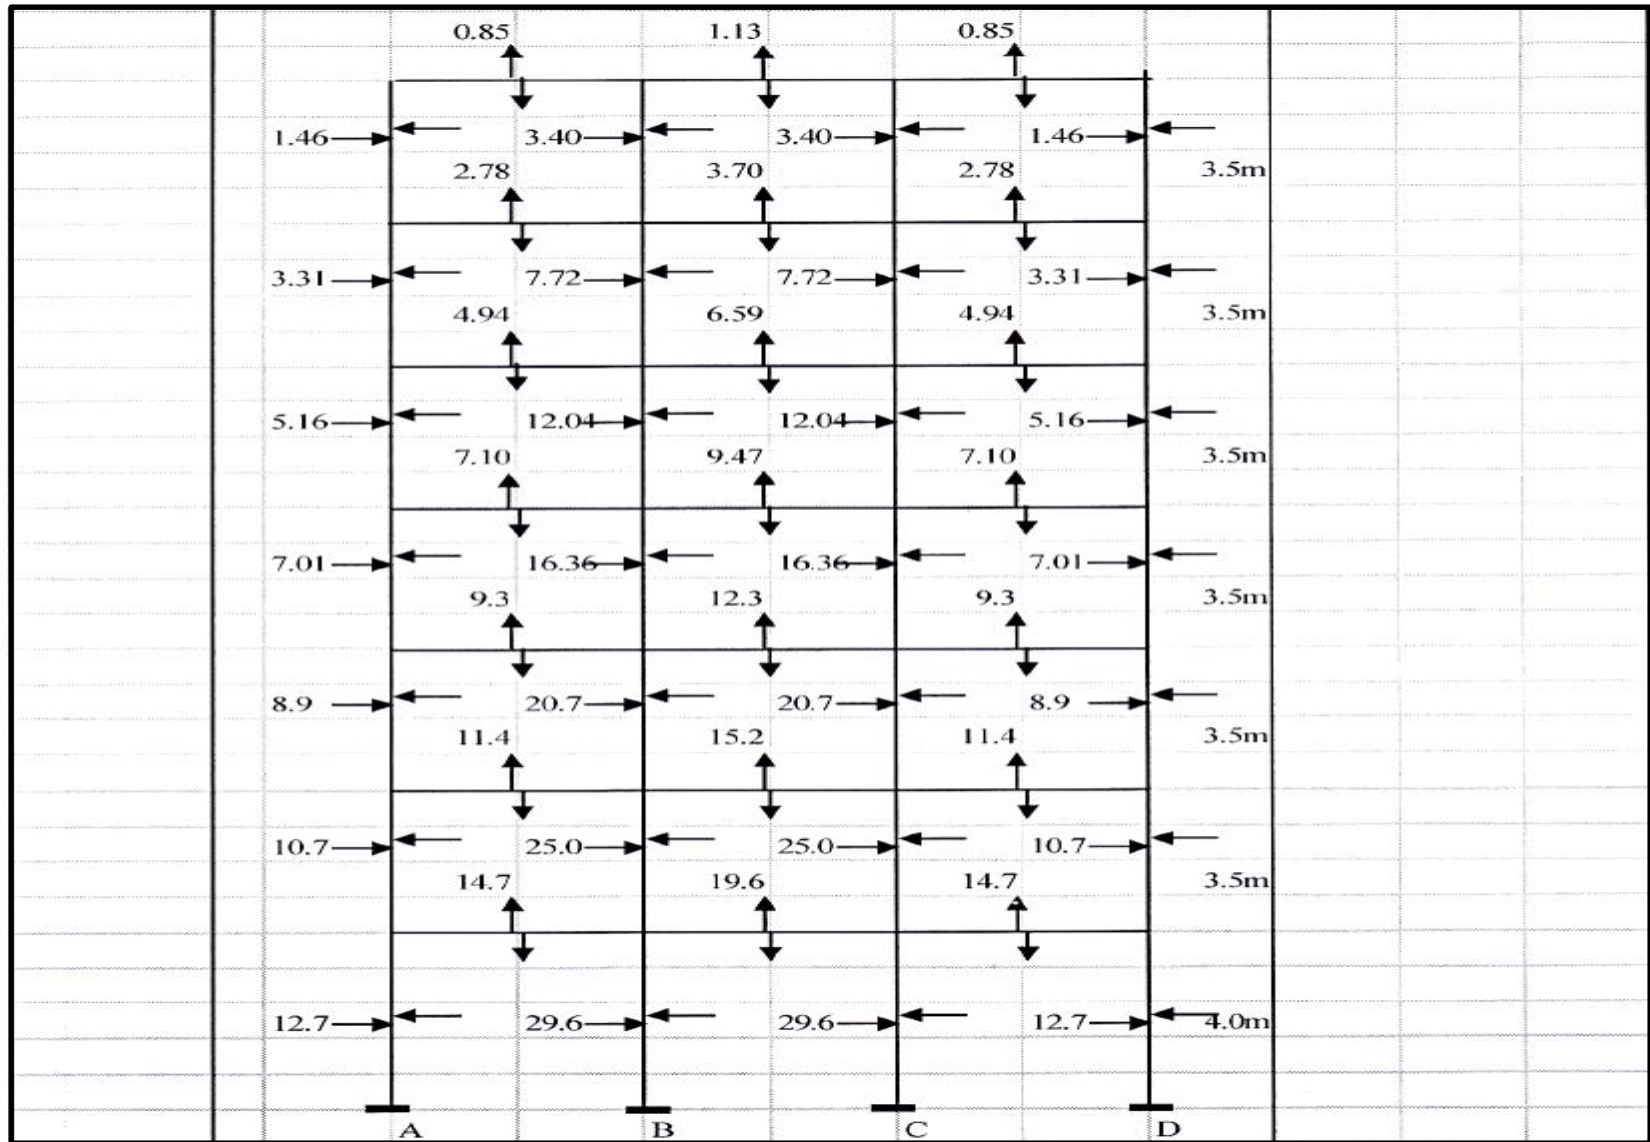 0.85 1.13 0.85
1.46 3.40 3.40 1.46
2.78 3.70 2.78 3.5m
3.31 7.72 7.72 3.31
4.94 6.59 4.94 3.5m
5.16 12.04 12.04 5.16
7.10 9.47 7.10 3.5m
7.01 16.36 16.36 7.01
9.3 12.3 9.3 3.5m
8.9 20.7 20.7 8.9
11.4 15.2 11.4 3.5m
10.7 25.0 25.0 10.7
14.7 19.6 14.7 3.5m
12.7 29.6 29.6 12.7 4.0m
A B C D